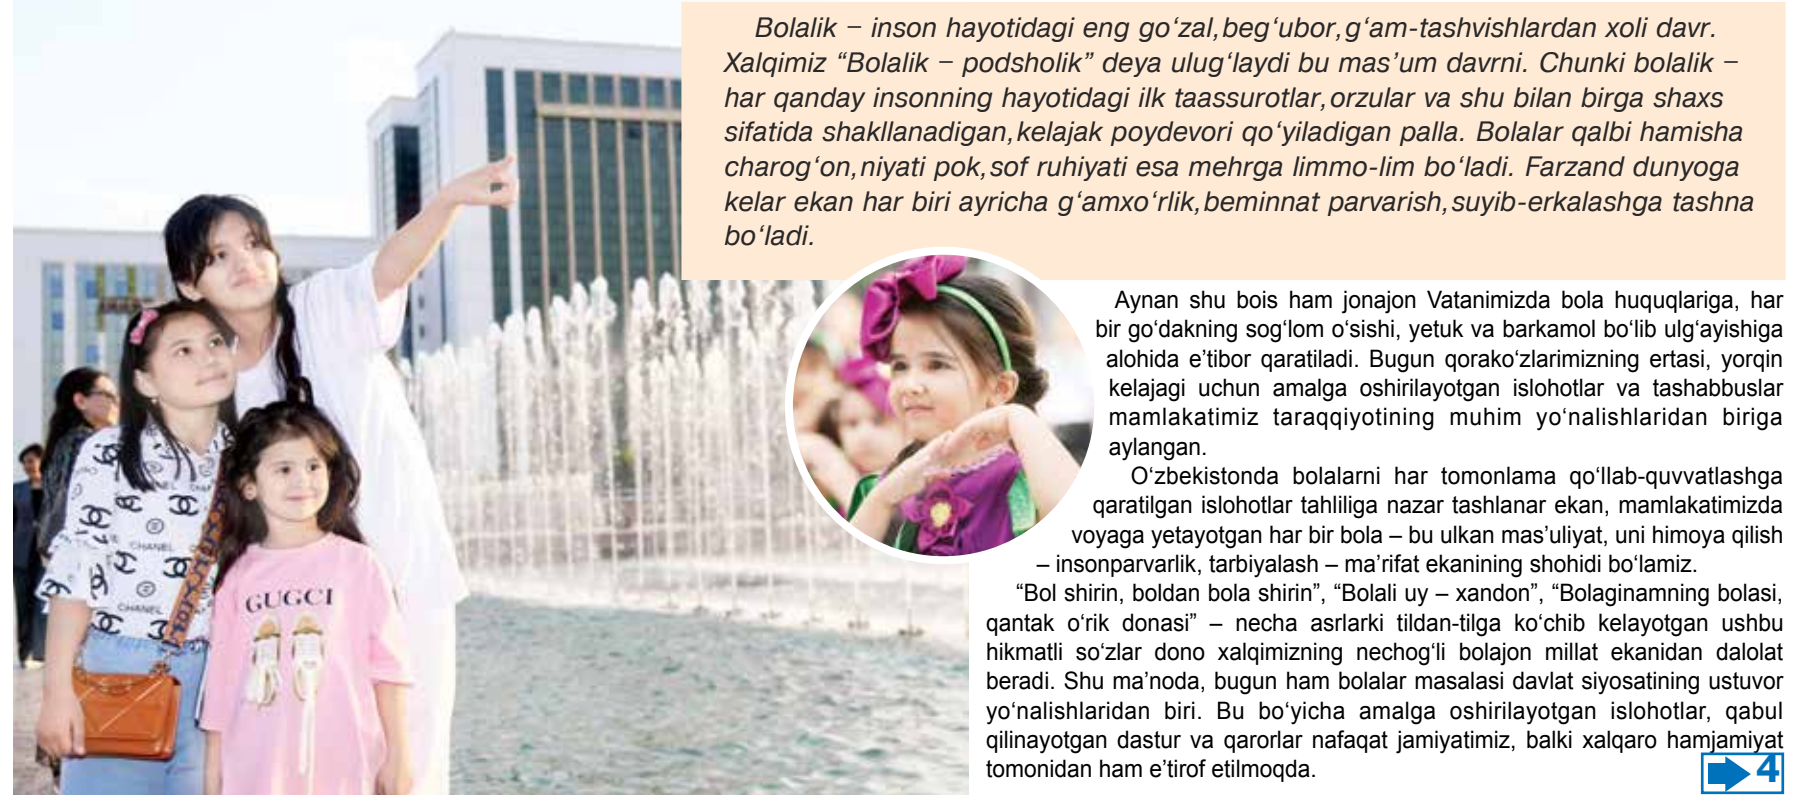 Bolalik – inson hayotidagi eng go‘zal, beg‘ubor, g‘am-tashvishlardan xoli davr.
Xalqimiz “Bolalik – podsholik” deya ulug‘laydi bu mas’um davrni. Chunki bolalik –
har qanday insonning hayotidagi ilk taassurotlar, orzular va shu bilan birga shaxs
sifatida shakllanadigan, kelajak poydevori qo‘yiladigan palla. Bolalar qalbi hamisha
charog‘on, niyati pok, sof ruhiyati esa mehrga limmo-lim bo‘ladi. Farzand dunyoga
kelar ekan har biri ayricha g‘amxo‘rlik, beminnat parvarish, suyib-erkalashga tashna
bo‘ladi.
Aynan shu bois ham jonajon Vatanimizda bola huquqlariga, har
bir go‘dakning sog‘lom o‘sishi, yetuk va barkamol bo‘lib ulg‘ayishiga
alohida e’tibor qaratiladi. Bugun qorako‘zlarimizning ertasi, yorqin
kelajagi uchun amalga oshirilayotgan islohotlar va tashabbuslar
mamlakatimiz taraqqiyotining muhim yo‘nalishlaridan biriga
aylangan.
O‘zbekistonda bolalarni har tomonlama qo‘llab-quvvatlashga
qaratilgan islohotlar tahliliga nazar tashlanar ekan, mamlakatimizda
voyaga yetayotgan har bir bola – bu ulkan mas’uliyat, uni himoya qilish
– insonparvarlik, tarbiyalash – ma’rifat ekanining shohidi bo‘lamiz.
“Bol shirin, boldan bola shirin”, “Bolali uy – xandon”, “Bolaginamning bolasi,
qantak o‘rik donasi” – necha asrlarki tildan-tilga ko‘chib kelayotgan ushbu
hikmatli so‘zlar dono xalqimizning nechog‘li bolajon millat ekanidan dalolat
beradi. Shu ma’noda, bugun ham bolalar masalasi davlat siyosatining ustuvor
yo‘nalishlaridan biri. Bu bo‘yicha amalga oshirilayotgan islohotlar, qabul
qilinayotgan dastur va qarorlar nafaqat jamiyatimiz, balki xalqaro hamjamiyat
tomonidan ham e’tirof etilmoqda.
4
CHANEL
CHANEL
GUGCI